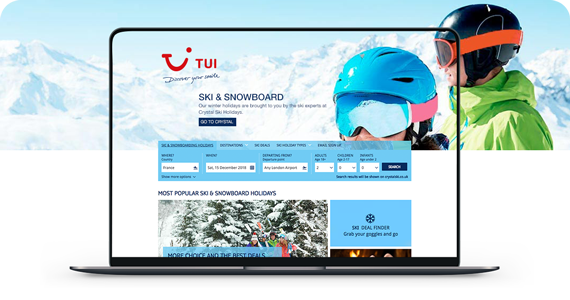 TUI
Discover your smile
SKI & SNOWBOARD
Our winter holidays are brought to you by the ski experts at
Crystal Ski Holidays.
GO TO CRYSTAL
SKI & SNOWBOARDING HOLIDAYS DESTINATIONS SKI DEALS SKI HOLIDAY TYPES EMAIL SIGN UP
WHERE? WHEN? DEPARTING FROM? ADULTS CHILDREN INFANTS
Country Departure point Age 18+ Age 2-17 Age under 2
France Sat, 15 December 2018 Any London Airport 2 0 0 SEARCH
Show more options Search results will be shown on crystalski.co.uk
MOST POPULAR SKI & SNOWBOARD HOLIDAYS
SKI DEAL FINDER
Grab your goggles and go
MORE CHOICE AND THE BEST DEALS